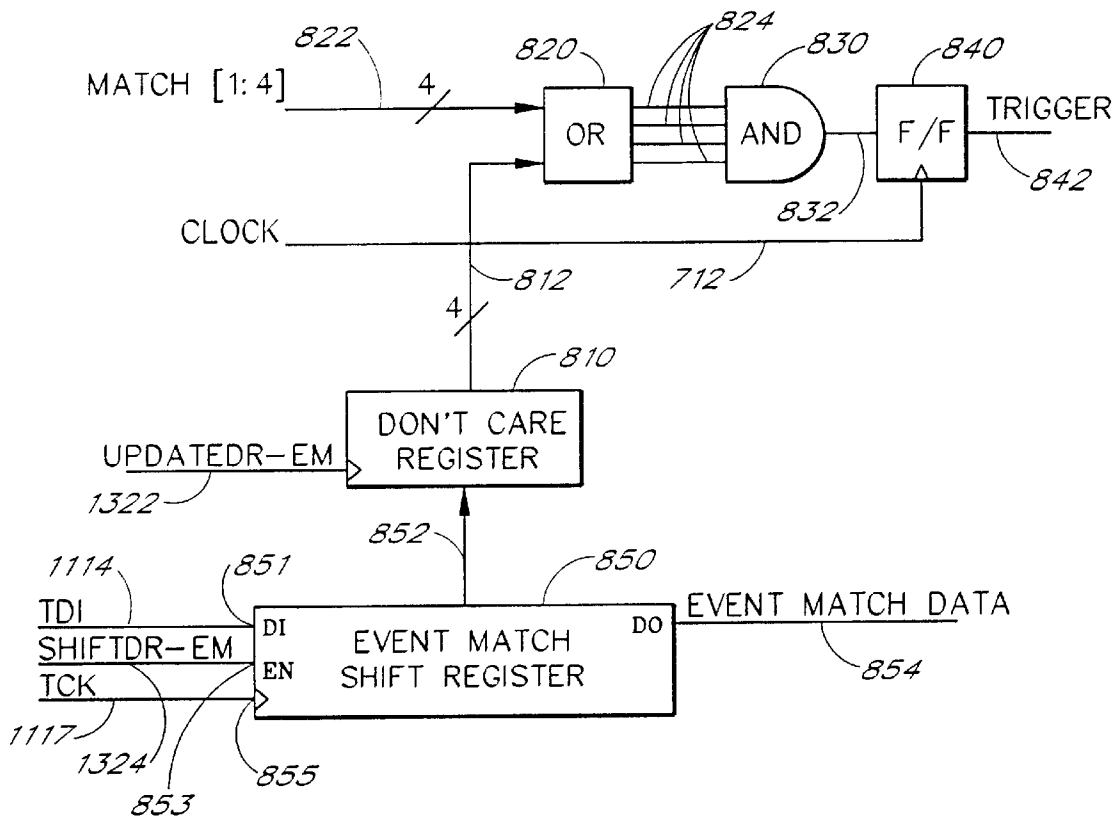 822
820
824
830
840
MATCH [1:4]
4
OR
AND
F/F
TRIGGER
842
832
CLOCK
712
812
4
810
DON'T CARE
REGISTER
UPDATEDR-EM
1322
852
850
1114
851
TDI
DI
SHIFTDR-EM
EN
TCK
EVENT MATCH
SHIFT REGISTER
DO
EVENT MATCH DATA
854
1117
1324
853
855